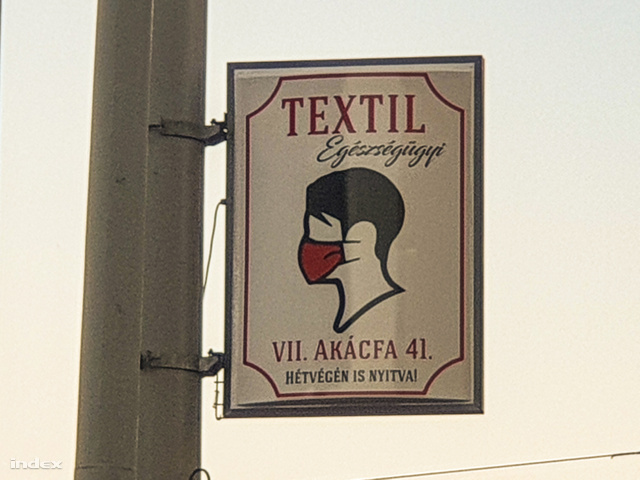 TEXTIL
Egészségügyi
VII. AKÁCFA 41.
HÉTVÉGÉN IS NYITVA!
index